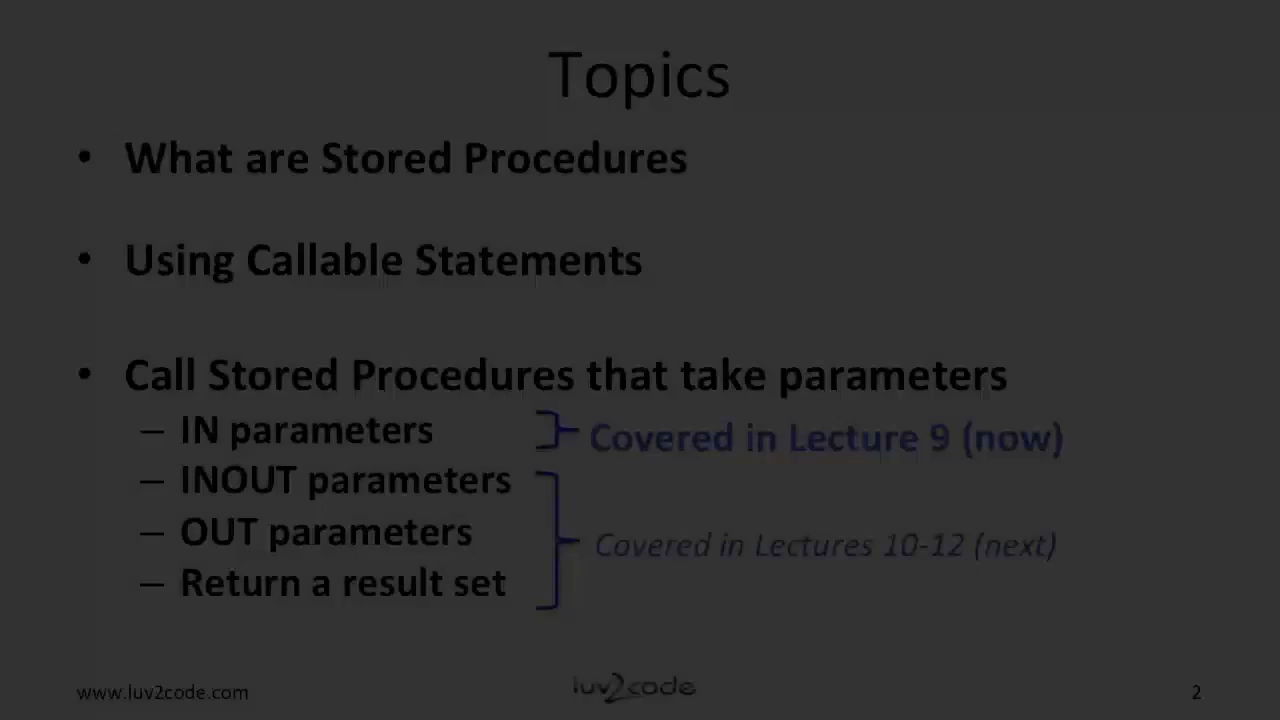 Topics
• What are Stored Procedures
• Using Callable Statements
• Call Stored Procedures that take parameters
– IN parameters
Covered in Lecture 9 (now)
– INOUT parameters
– OUT parameters
Covered in Lectures 10-12 (next)
– Return a result set
www.luv2code.com
luv2code
2